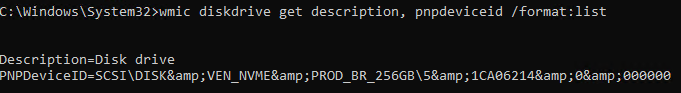 C:\Windows\System32>wmic diskdrive get description, pnpdeviceid /format:list
Description=Disk drive
PNPDeviceID=SCSI\DISK&amp;VEN_NVME&amp;PROD_BR_256GB\5&amp;1CA06214&amp;0&amp;000000